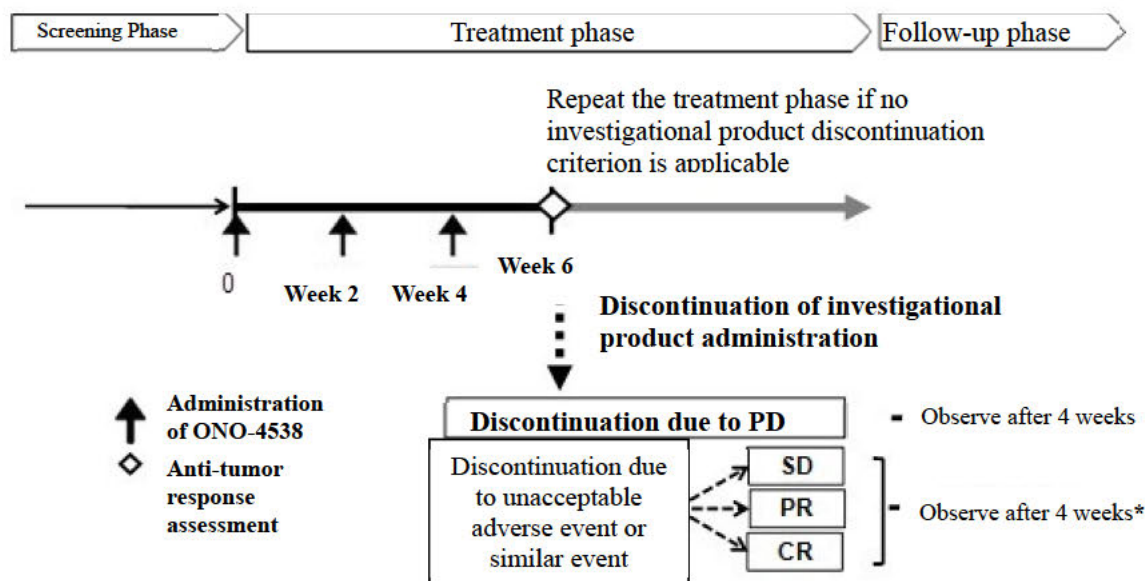 Screening Phase
Treatment phase
Follow-up phase
Repeat the treatment phase if no
investigational product discontinuation
criterion is applicable
0
Week 2
Week 4
Week 6
Discontinuation of investigational
product administration
Administration
of ONO-4538
Anti-tumor
response
assessment
Discontinuation due to PD
- Observe after 4 weeks
Discontinuation due
to unacceptable
adverse event or
similar event
SD
PR
CR
- Observe after 4 weeks*